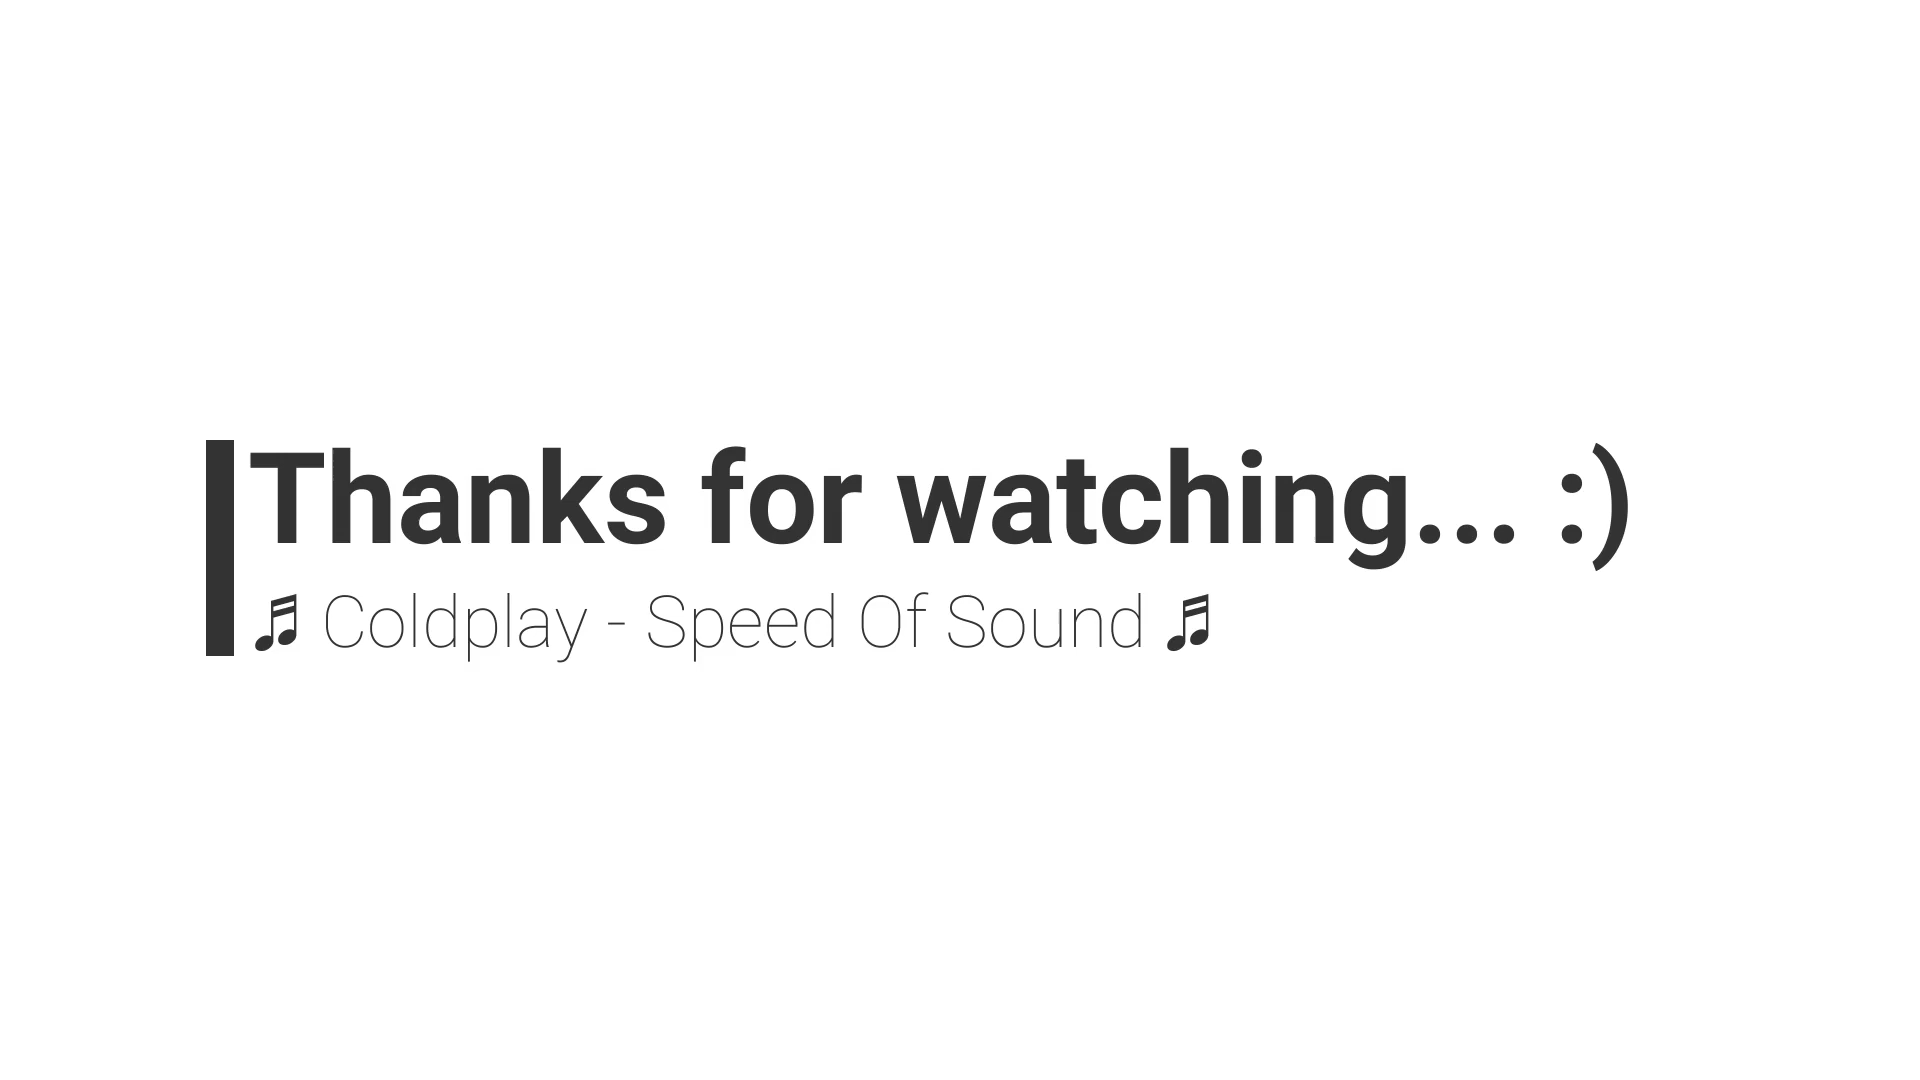 Thanks for watching... :)
♬ Coldplay - Speed Of Sound ♬